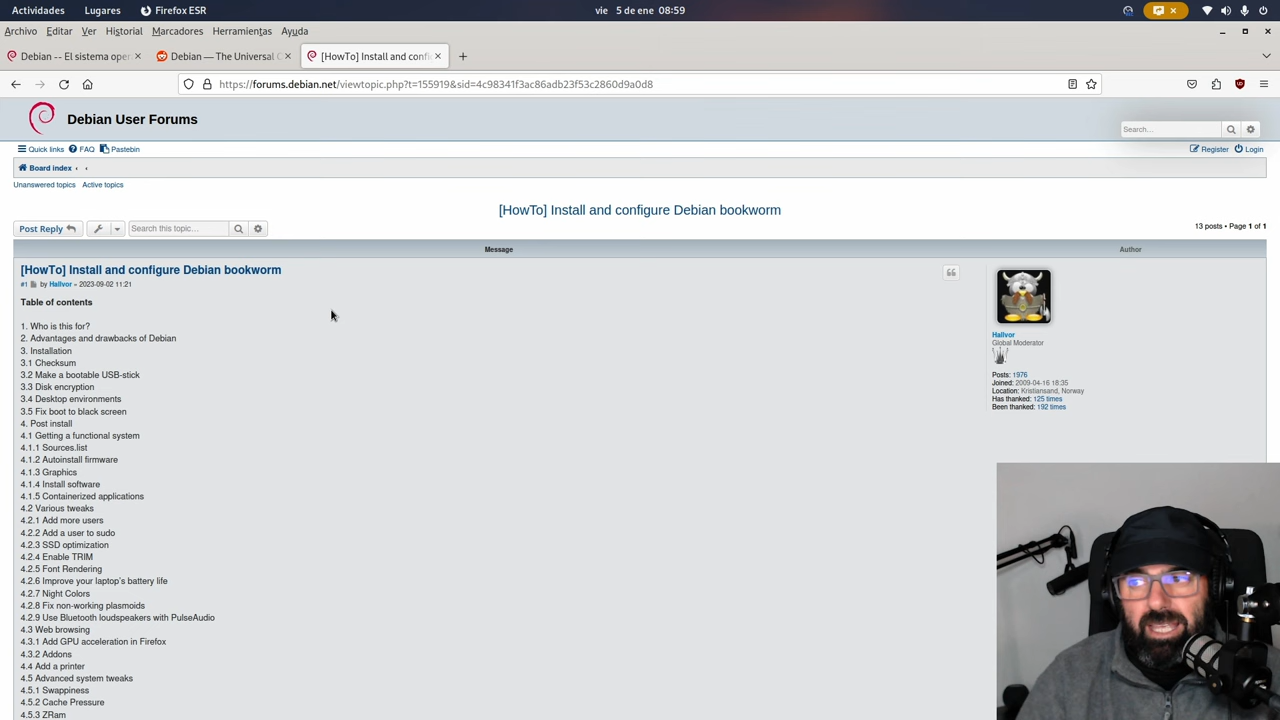 Actividades Lugares Firefox ESR vie 5 de ene 08:59
Archivo Editar Ver Historial Marcadores Herramientas Ayuda
Debian -- El sistema oper Debian — The Universal O [HowTo] Install and confi
https://forums.debian.net/viewtopic.php?t=155919&sid=4c98341f3ac86adb23f53c2860d9a0d8
Debian User Forums
Search…
Quick links FAQ Pastebin Register Login
Board index
Unanswered topics Active topics
[HowTo] Install and configure Debian bookworm
Post Reply Search this topic… 13 posts • Page 1 of 1
Message Author
[HowTo] Install and configure Debian bookworm
#1 by Hallvor » 2023-09-02 11:21
Table of contents
1. Who is this for?
2. Advantages and drawbacks of Debian
3. Installation
3.1 Checksum
3.2 Make a bootable USB-stick
3.3 Disk encryption
3.4 Desktop environments
3.5 Fix boot to black screen
4. Post install
4.1 Getting a functional system
4.1.1 Sources.list
4.1.2 Autoinstall firmware
4.1.3 Graphics
4.1.4 Install software
4.1.5 Containerized applications
4.2 Various tweaks
4.2.1 Add more users
4.2.2 Add a user to sudo
4.2.3 SSD optimization
4.2.4 Enable TRIM
4.2.5 Font Rendering
4.2.6 Improve your laptop's battery life
4.2.7 Night Colors
4.2.8 Fix non-working plasmoids
4.2.9 Use Bluetooth loudspeakers with PulseAudio
4.3 Web browsing
4.3.1 Add GPU acceleration in Firefox
4.3.2 Addons
4.4 Add a printer
4.5 Advanced system tweaks
4.5.1 Swappiness
4.5.2 Cache Pressure
4.5.3 ZRam
Hallvor
Global Moderator
Posts: 1976
Joined: 2009-04-16 18:35
Location: Kristiansand, Norway
Has thanked: 125 times
Been thanked: 192 times